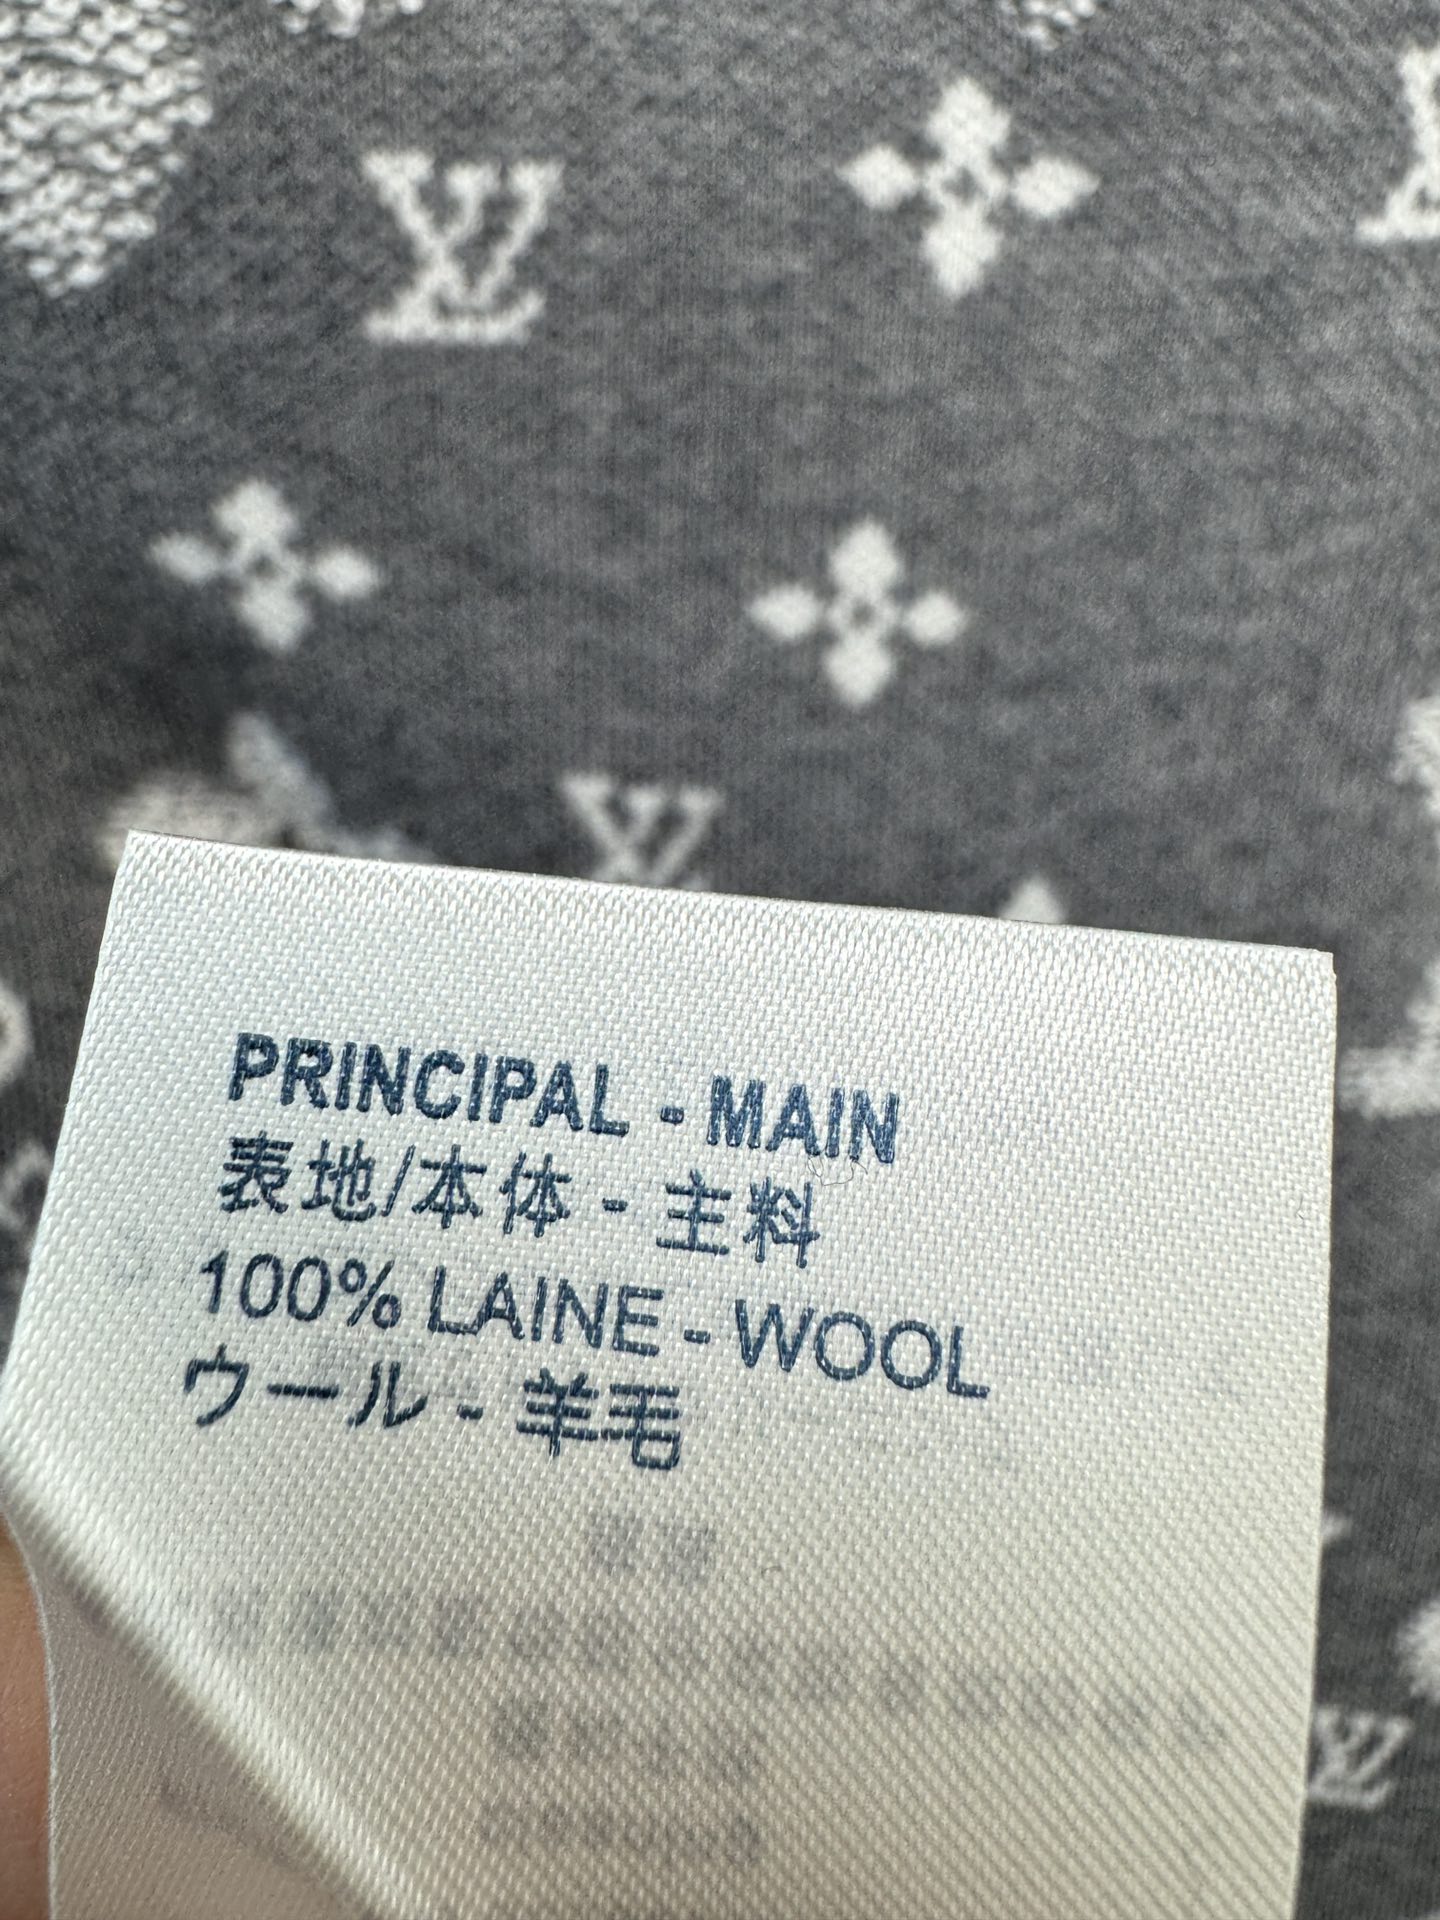 PRINCIPAL - MAIN
表地/本体 - 主料
100% LAINE - WOOL
ウール - 羊毛